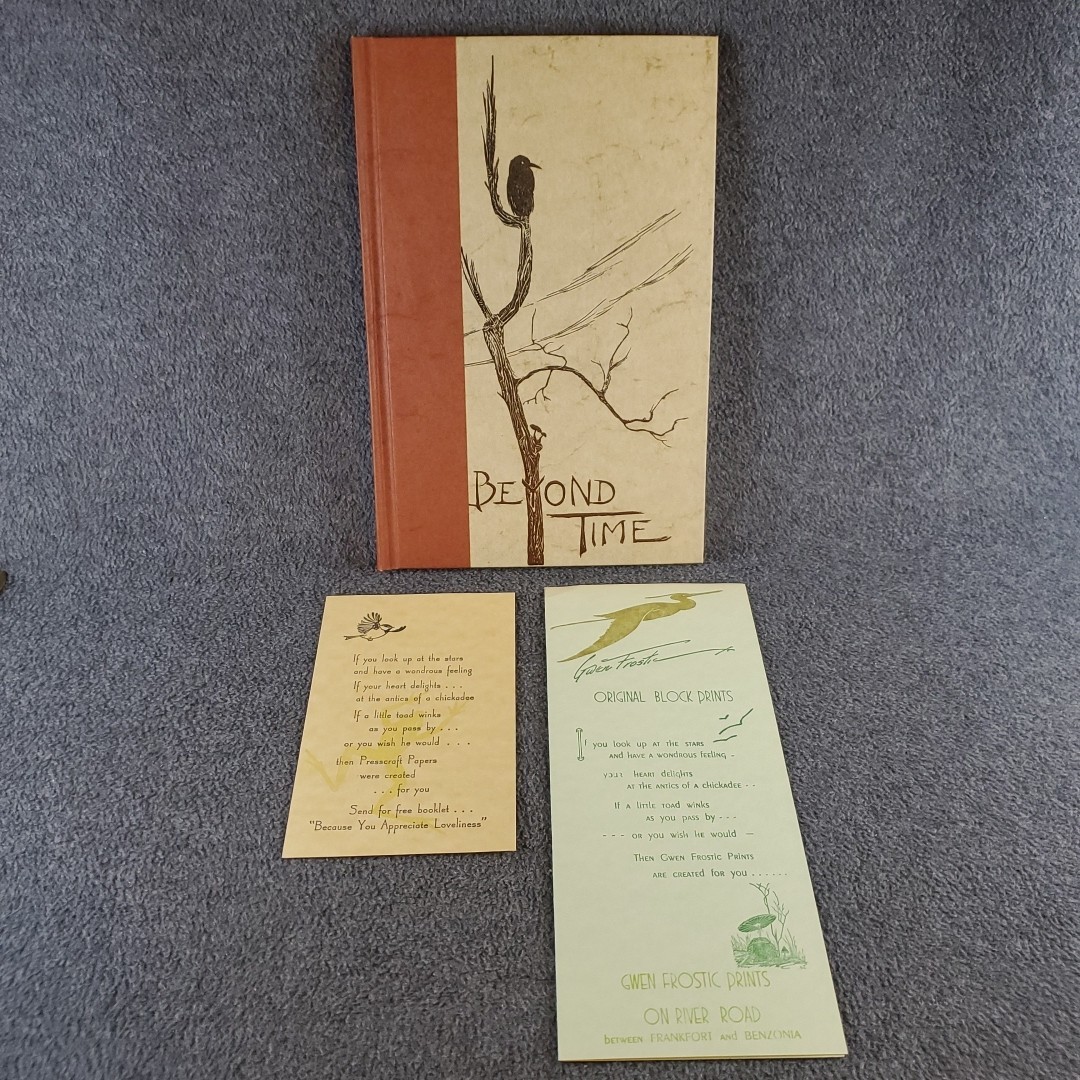 BEYOND
TIME
If you look up at the stars
and have a wondrous feeling
If your heart delights . . .
at the antics of a chickadee
If a little toad winks
as you pass by . . .
or you wish he would . . .
then Presscraft Papers
were created
. . . for you
Send for free booklet . . .
"Because You Appreciate Loveliness"
Gwen Frostic
ORIGINAL BLOCK PRINTS
If you look up at the stars
and have a wondrous feeling -
your heart delights
at the antics of a chickadee - -
If a little toad winks
as you pass by - - -
- - - or you wish he would —
Then Gwen Frostic Prints
are created for you . . . . . .
GWEN FROSTIC PRINTS
ON RIVER ROAD
between FRANKFORT and BENZONIA